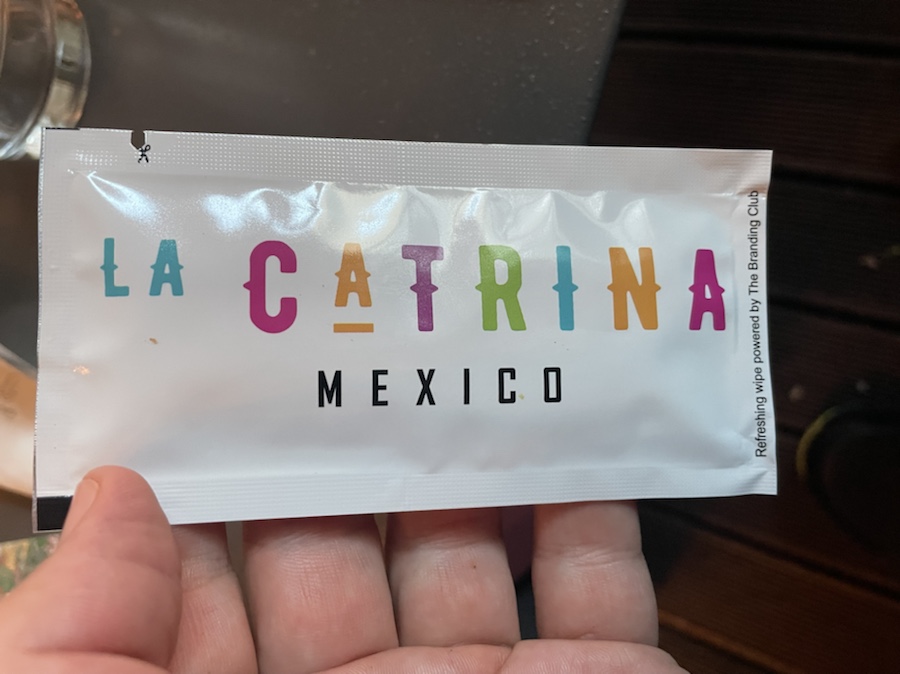 LA CATRINA
MEXICO
Refreshing wipe powered by The Branding Club